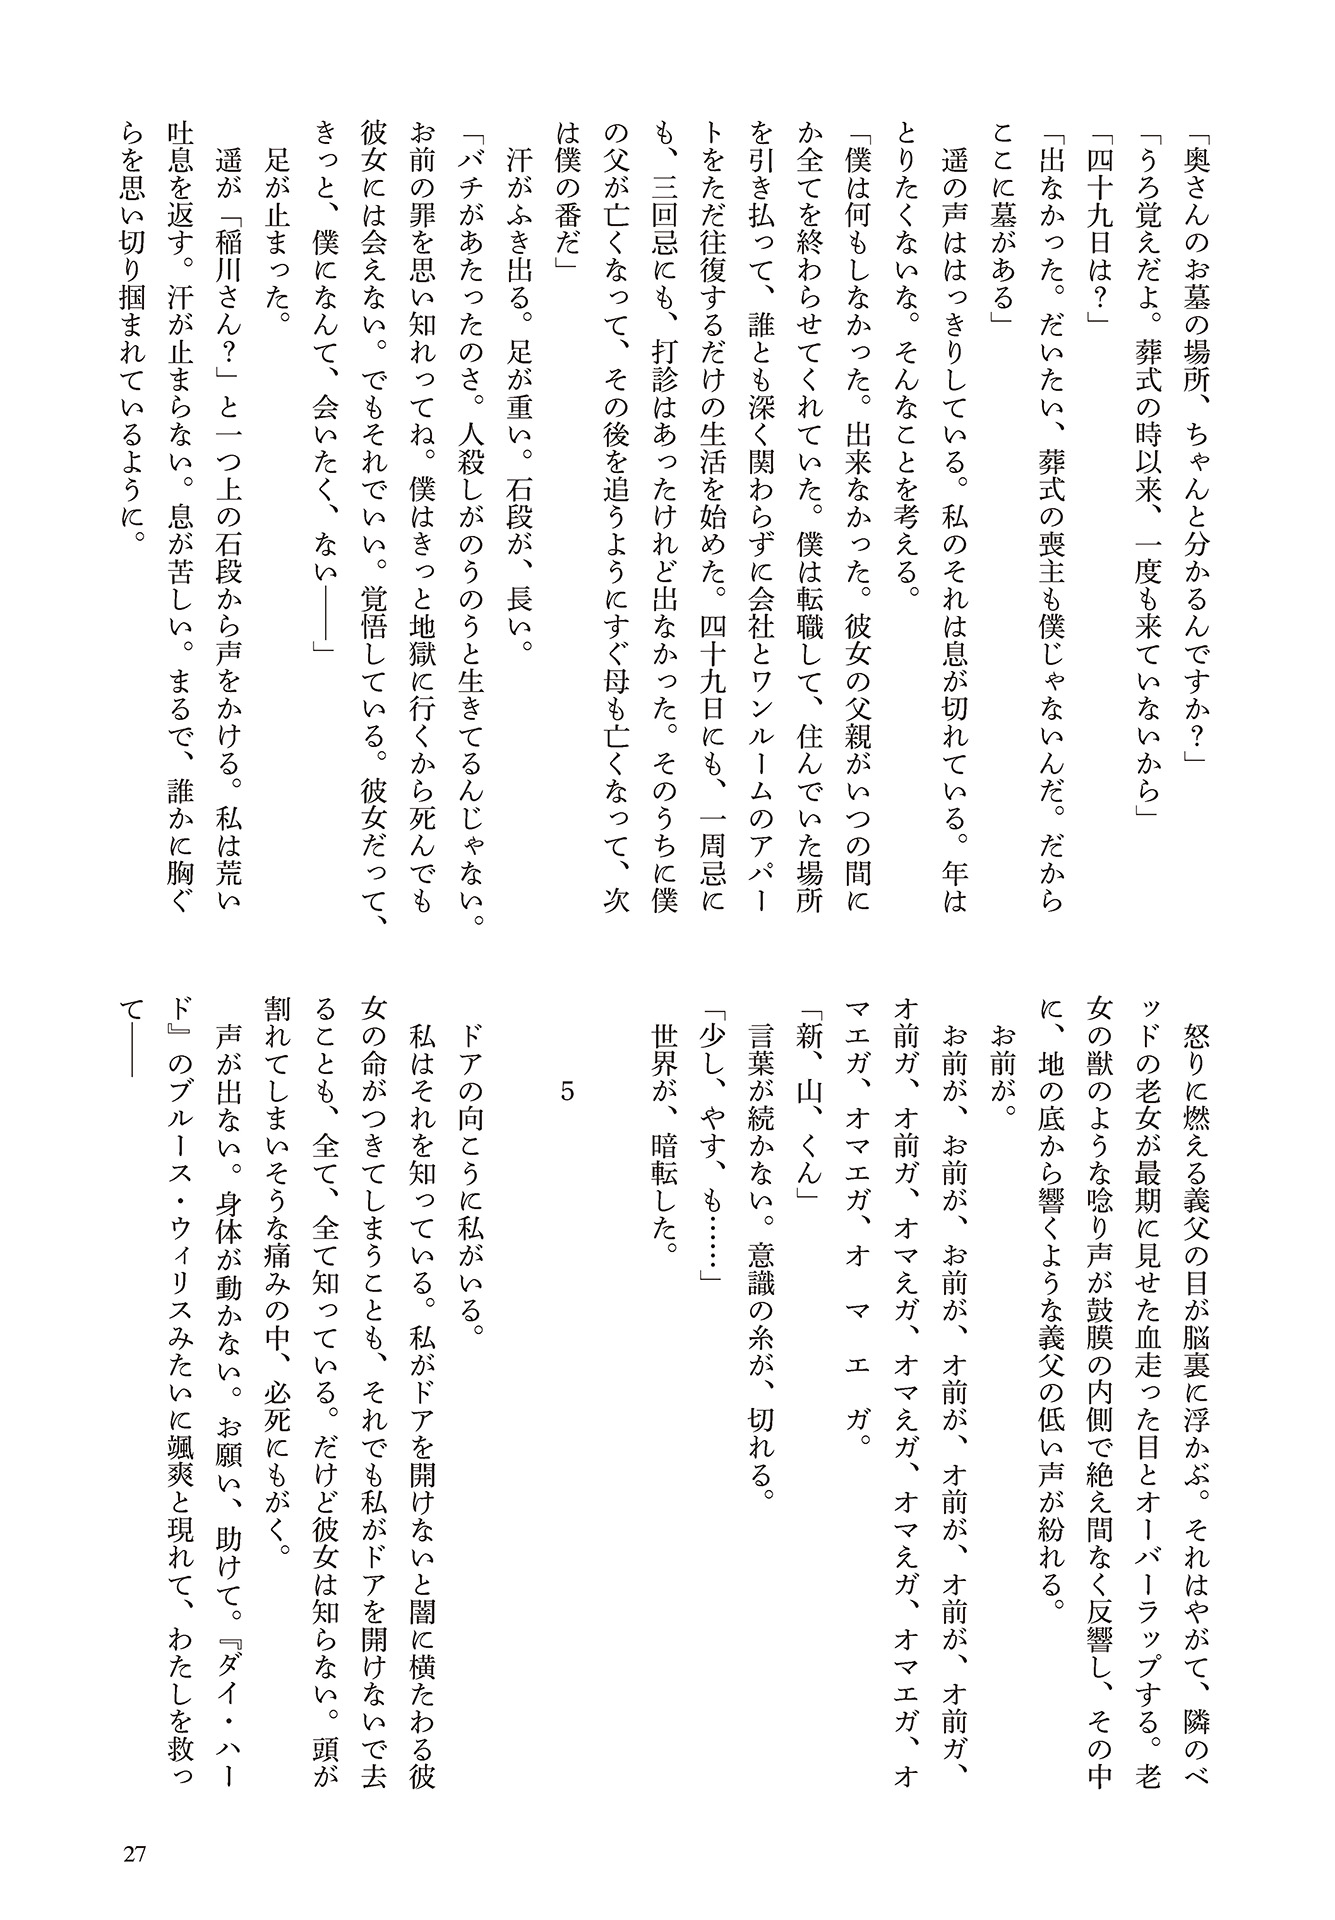 「奥さんのお墓の場所、ちゃんと分かるんですか？」
「うろ覚えだよ。葬式の時以来、一度も来ていないから」
「四十九日は？」
「出なかった。だいたい、葬式の喪主も僕じゃないんだ。だから
ここに墓がある」
　遥の声ははっきりしている。私のそれは息が切れている。年は
とりたくないな。そんなことを考える。
「僕は何もしなかった。出来なかった。彼女の父親がいつの間に
か全てを終わらせてくれていた。僕は転職して、住んでいた場所
を引き払って、誰とも深く関わらずに会社とワンルームのアパー
トをただ往復するだけの生活を始めた。四十九日にも、一周忌に
も、三回忌にも、打診はあったけれど出なかった。そのうちに僕
の父が亡くなって、その後を追うようにすぐ母も亡くなって、次
は僕の番だ」
　汗がふき出る。足が重い。石段が、長い。
「バチがあたったのさ。人殺しがのうのうと生きてるんじゃない。
お前の罪を思い知れってね。僕はきっと地獄に行くから死んでも
彼女には会えない。でもそれでいい。覚悟している。彼女だって、
きっと、僕になんて、会いたく、ない――」
　足が止まった。
　遥が「稲川さん？」と一つ上の石段から声をかける。私は荒い
吐息を返す。汗が止まらない。息が苦しい。まるで、誰かに胸ぐ
らを思い切り掴まれているように。
　怒りに燃える義父の目が脳裏に浮かぶ。それはやがて、隣のベ
ッドの老女が最期に見せた血走った目とオーバーラップする。老
女の獣のような唸り声が鼓膜の内側で絶え間なく反響し、その中
に、地の底から響くような義父の低い声が紛れる。
　お前が。
　お前が、お前が、お前が、オ前が、オ前が、オ前が、オ前ガ、
オ前ガ、オ前ガ、オマえガ、オマえガ、オマえガ、オマエガ、オ
マエガ、オマエガ、オ　マ　エ　ガ。
「新、山、くん」
　言葉が続かない。意識の糸が、切れる。
「少し、やす、も……」
　世界が、暗転した。
5
　ドアの向こうに私がいる。
　私はそれを知っている。私がドアを開けないと闇に横たわる彼
女の命がつきてしまうことも、それでも私がドアを開けないで去
ることも、全て、全て知っている。だけど彼女は知らない。頭が
割れてしまいそうな痛みの中、必死にもがく。
　声が出ない。身体が動かない。お願い、助けて。『ダイ・ハー
ド』のブルース・ウィリスみたいに颯爽と現れて、わたしを救っ
て――
27